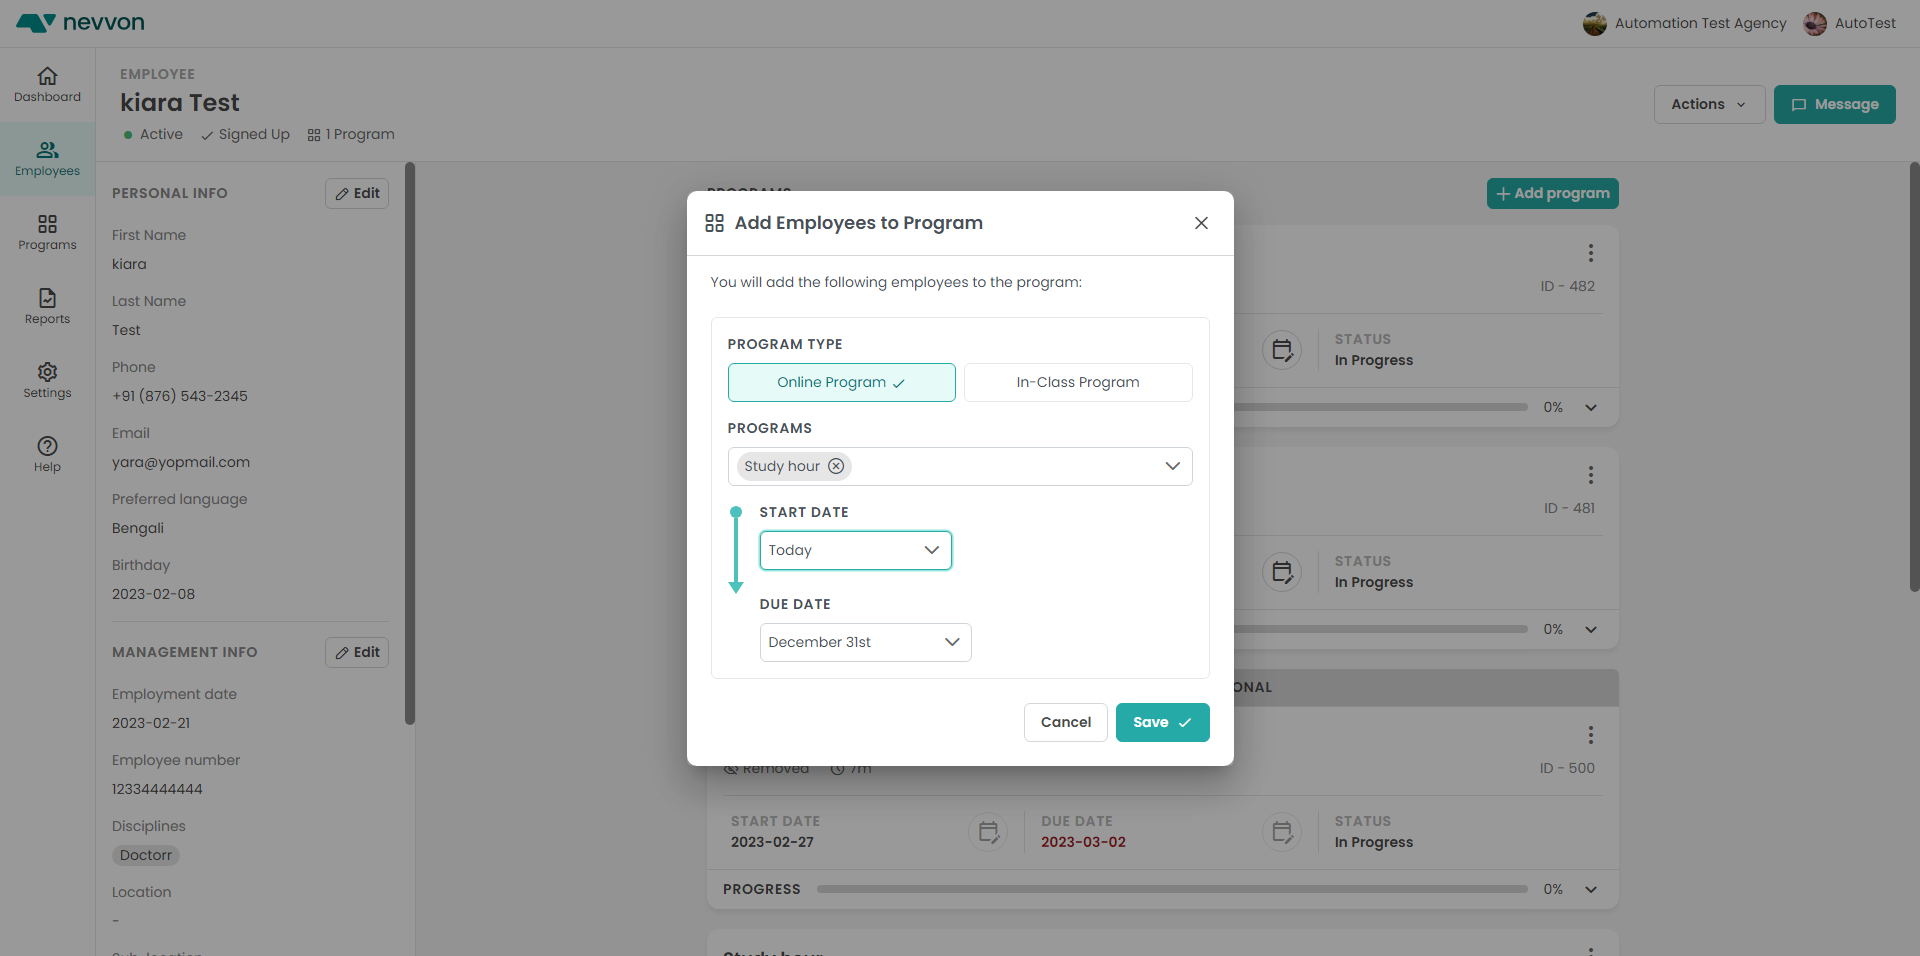 nevvon
Automation Test Agency
AutoTest
Dashboard
Employees
Programs
Reports
Settings
Help
EMPLOYEE
kiara Test
Active
Signed Up
1 Program
Actions
Message
PERSONAL INFO
Edit
First Name
kiara
Last Name
Test
Phone
+91 (876) 543-2345
Email
yara@yopmail.com
Preferred language
Bengali
Birthday
2023-02-08
MANAGEMENT INFO
Edit
Employment date
2023-02-21
Employee number
12334444444
Disciplines
Doctorr
Location
-
PROGRAMS
+ Add program
Add Employees to Program
You will add the following employees to the program:
PROGRAM TYPE
Online Program
In-Class Program
PROGRAMS
Study hour
START DATE
Today
DUE DATE
December 31st
Cancel
Save
ID - 482
STATUS
In Progress
0%
ID - 481
STATUS
In Progress
0%
ONAL
Removed
7m
ID - 500
START DATE
2023-02-27
DUE DATE
2023-03-02
STATUS
In Progress
PROGRESS
0%
Study hour